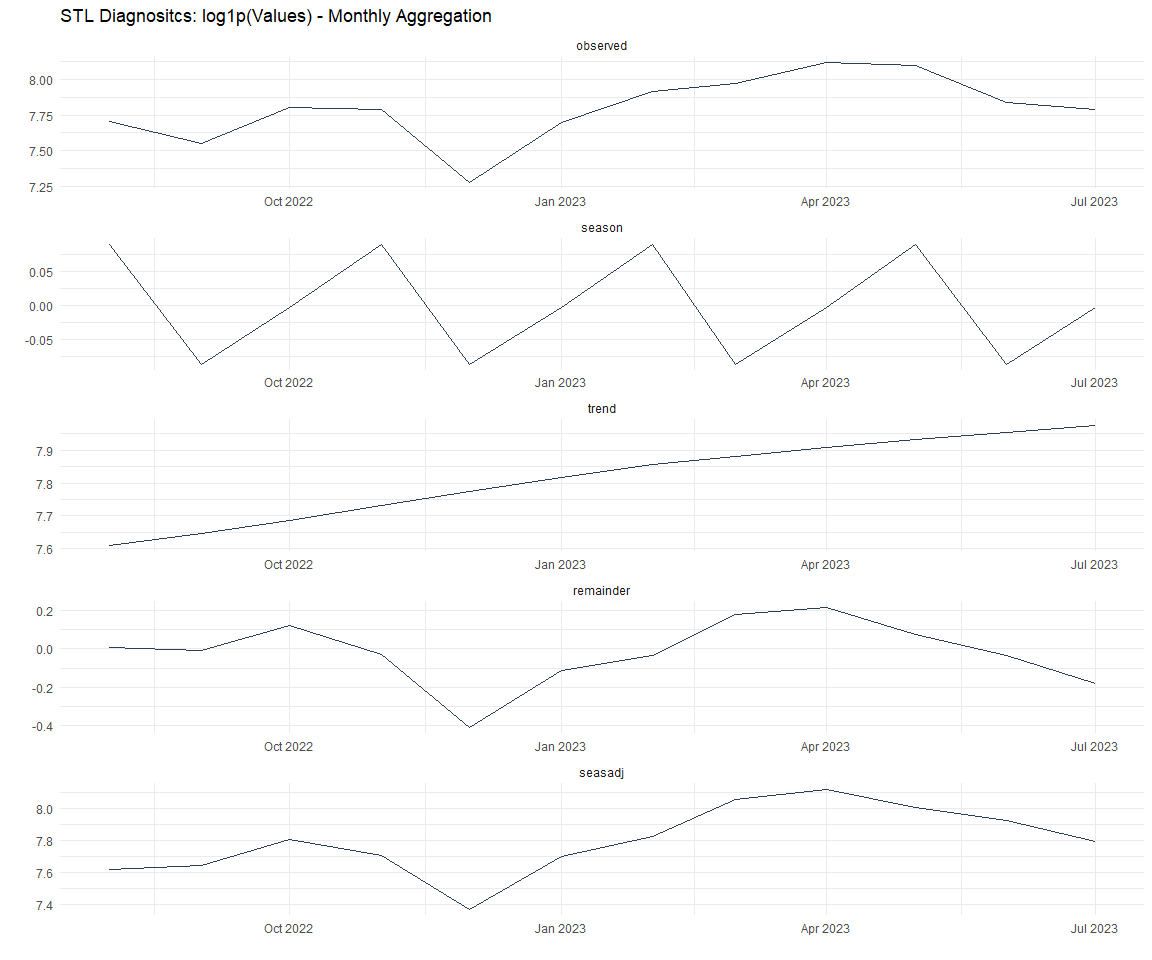 STL Diagnositcs: log1p(Values) - Monthly Aggregation
observed
8.00
7.75
7.50
7.25
Oct 2022 Jan 2023 Apr 2023 Jul 2023
season
0.05
0.00
-0.05
Oct 2022 Jan 2023 Apr 2023 Jul 2023
trend
7.9
7.8
7.7
7.6
Oct 2022 Jan 2023 Apr 2023 Jul 2023
remainder
0.2
0.0
-0.2
-0.4
Oct 2022 Jan 2023 Apr 2023 Jul 2023
seasadj
8.0
7.8
7.6
7.4
Oct 2022 Jan 2023 Apr 2023 Jul 2023